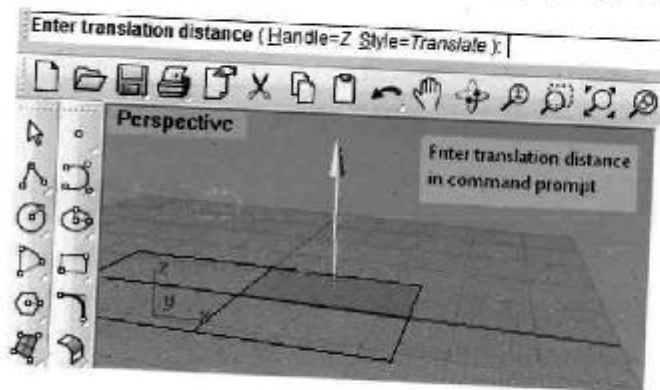 Enter translation distance ( Handle=Z Style=Translate ):
Perspective
Enter translation distance
in command prompt
z
y
x